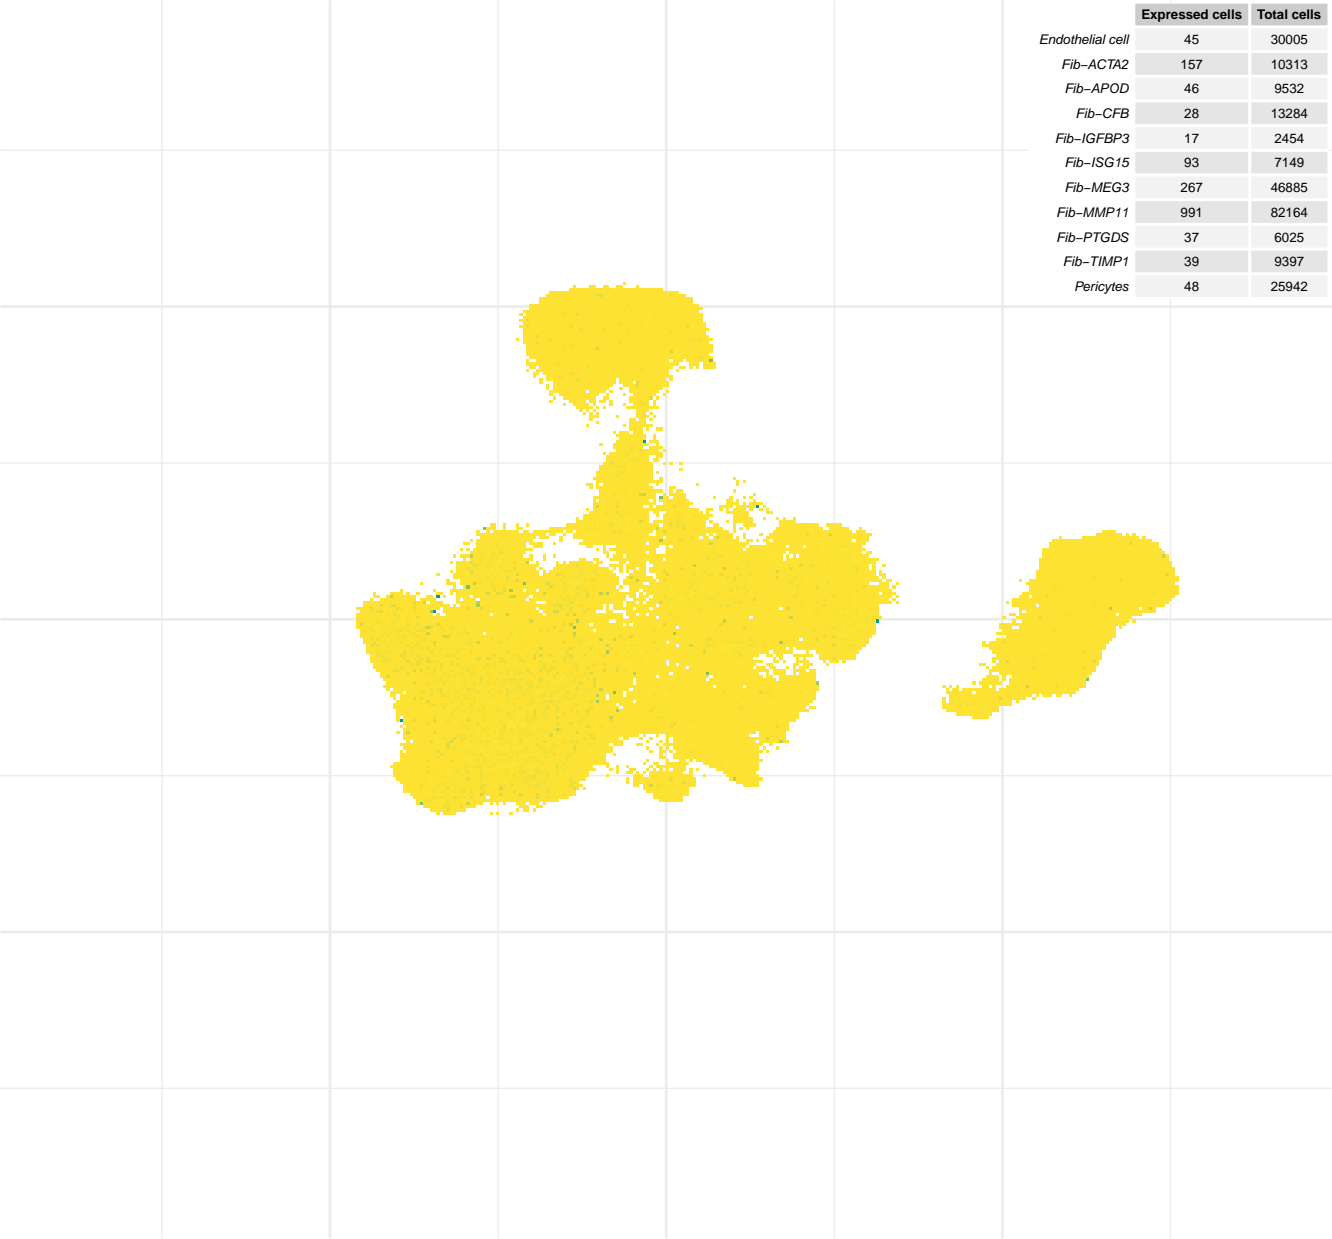 Expressed cells Total cells
Endothelial cell 45 30005
Fib−ACTA2 157 10313
Fib−APOD 46 9532
Fib−CFB 28 13284
Fib−IGFBP3 17 2454
Fib−ISG15 93 7149
Fib−MEG3 267 46885
Fib−MMP11 991 82164
Fib−PTGDS 37 6025
Fib−TIMP1 39 9397
Pericytes 48 25942